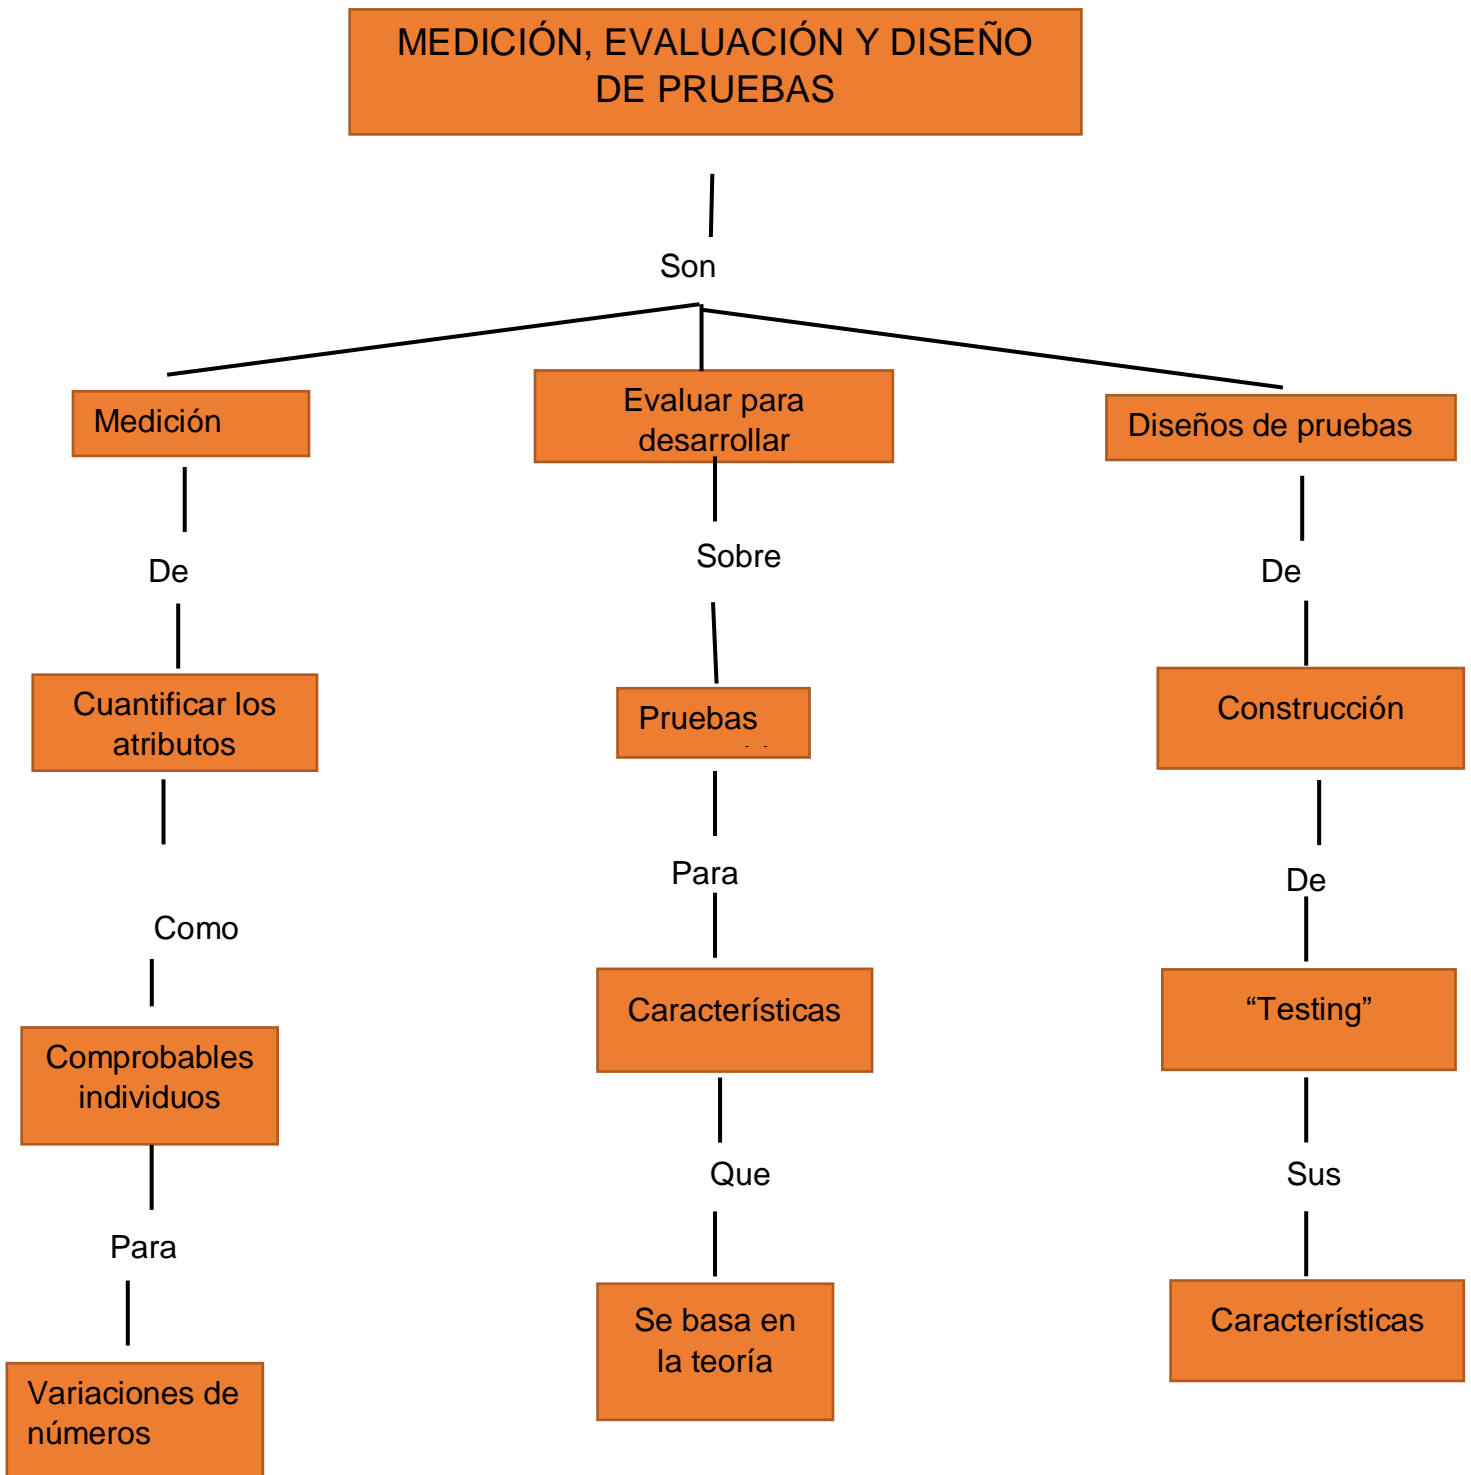 MEDICIÓN, EVALUACIÓN Y DISEÑO
DE PRUEBAS
Son
Medición
De
Cuantificar los
atributos
Como
Comprobables
individuos
Para
Variaciones de
números
Evaluar para
desarrollar
Sobre
Pruebas
Para
Características
Que
Se basa en
la teoría
Diseños de pruebas
De
Construcción
De
“Testing”
Sus
Características